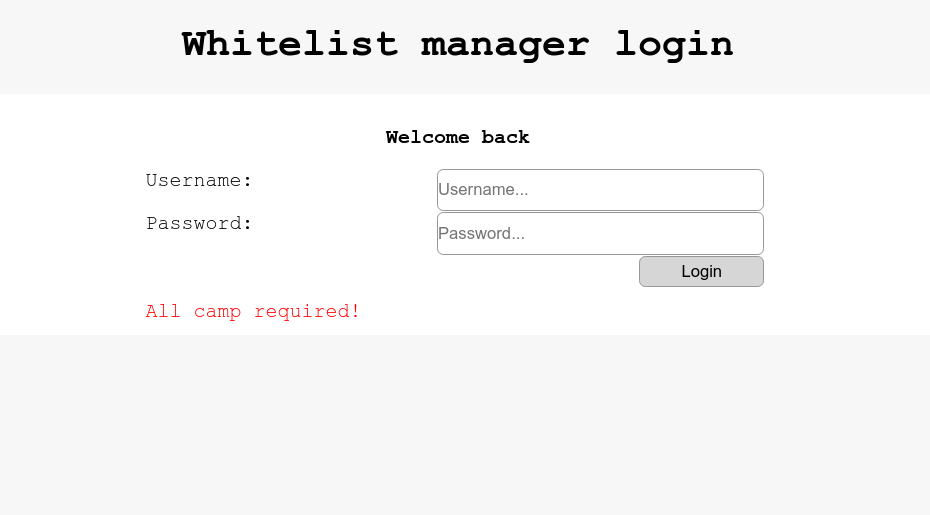 Whitelist manager login
Welcome back
Username:
Username...
Password:
Password...
Login
All camp required!